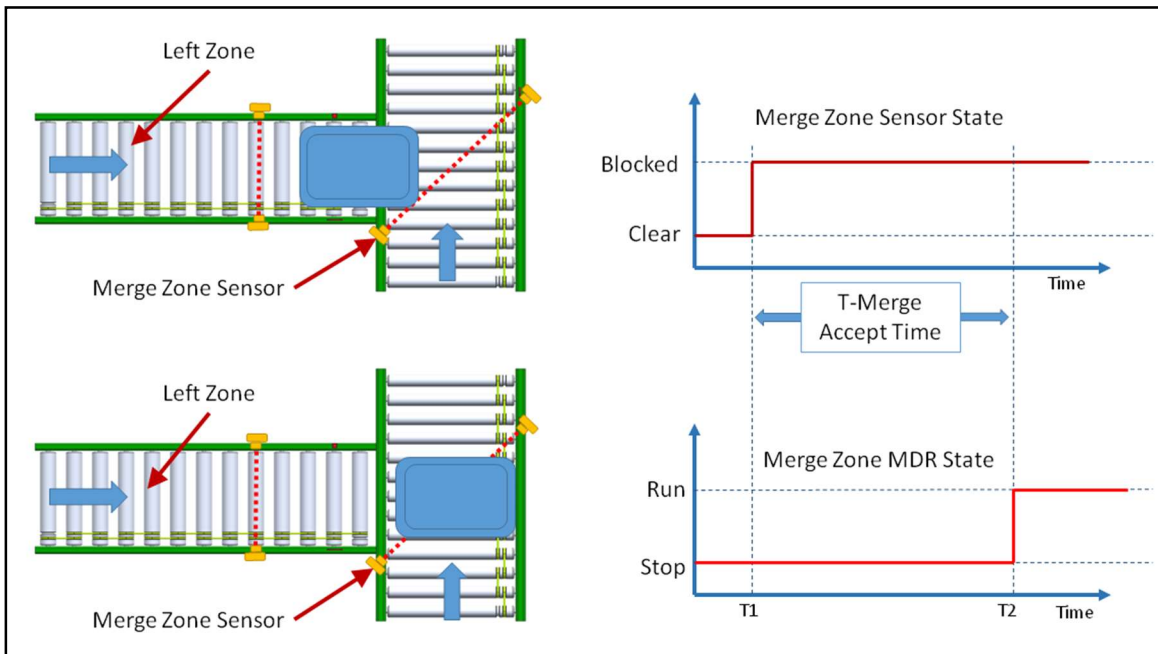 Left Zone
Merge Zone Sensor
Left Zone
Merge Zone Sensor
Merge Zone Sensor State
Blocked
Clear
Time
T-Merge
Accept Time
Merge Zone MDR State
Run
Stop
T1
T2
Time